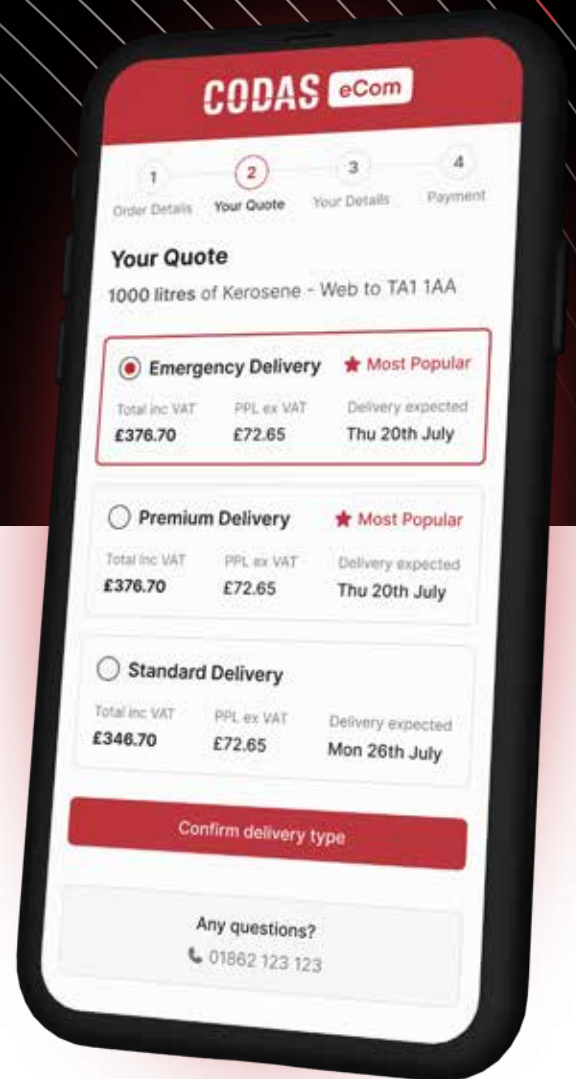 CODAS eCom
1 2 3 4
Order Details Your Quote Your Details Payment
Your Quote
1000 litres of Kerosene - Web to TA1 1AA
Emergency Delivery Most Popular
Total inc VAT PPL ex VAT Delivery expected
£376.70 £72.65 Thu 20th July
Premium Delivery Most Popular
Total inc VAT PPL ex VAT Delivery expected
£376.70 £72.65 Thu 20th July
Standard Delivery
Total inc VAT PPL ex VAT Delivery expected
£346.70 £72.65 Mon 26th July
Confirm delivery type
Any questions?
01862 123 123